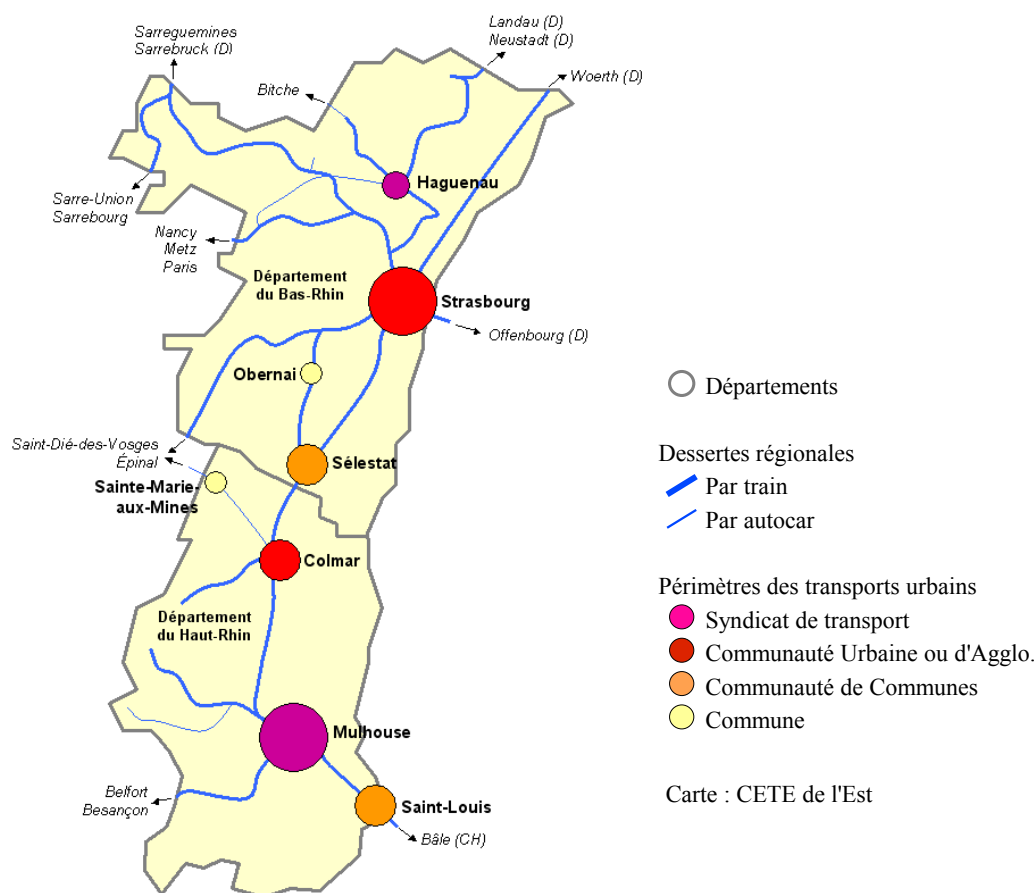 Sarreguemines
Sarrebruck (D)
Landau (D)
Neustadt (D)
Woerth (D)
Bitche
Haguenau
Sarre-Union
Sarrebourg
Nancy
Metz
Paris
Département
du Bas-Rhin
Strasbourg
Offenbourg (D)
Obernai
Saint-Dié-des-Vosges
Épinal
Sélestat
Sainte-Marie-
aux-Mines
Colmar
Département
du Haut-Rhin
Mulhouse
Belfort
Besançon
Saint-Louis
Bâle (CH)
Départements
Dessertes régionales
Par train
Par autocar
Périmètres des transports urbains
Syndicat de transport
Communauté Urbaine ou d'Agglo.
Communauté de Communes
Commune
Carte : CETE de l'Est